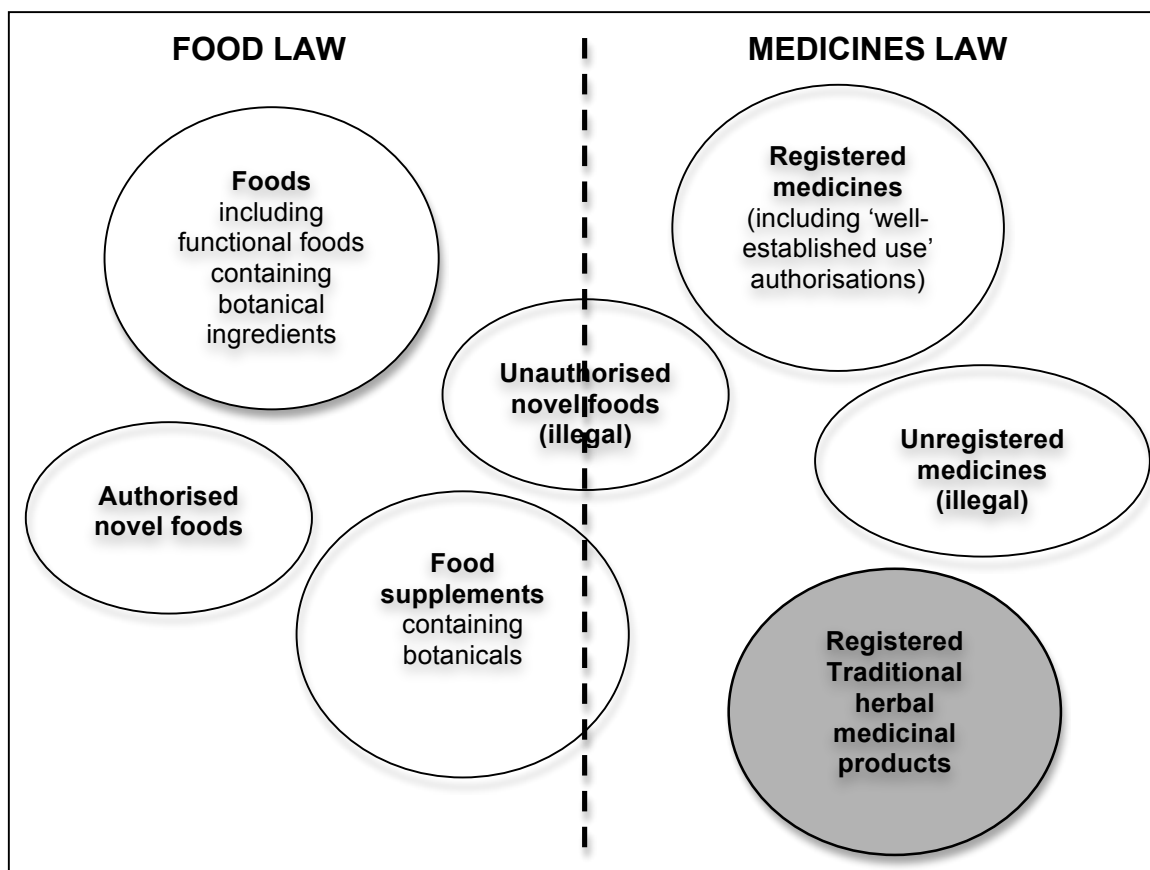 FOOD LAW
MEDICINES LAW
Foods
including
functional foods
containing
botanical
ingredients
Registered
medicines
(including ‘well-
established use’
authorisations)
Unauthorised
novel foods
(illegal)
Unregistered
medicines
(illegal)
Authorised
novel foods
Food
supplements
containing
botanicals
Registered
Traditional
herbal
medicinal
products